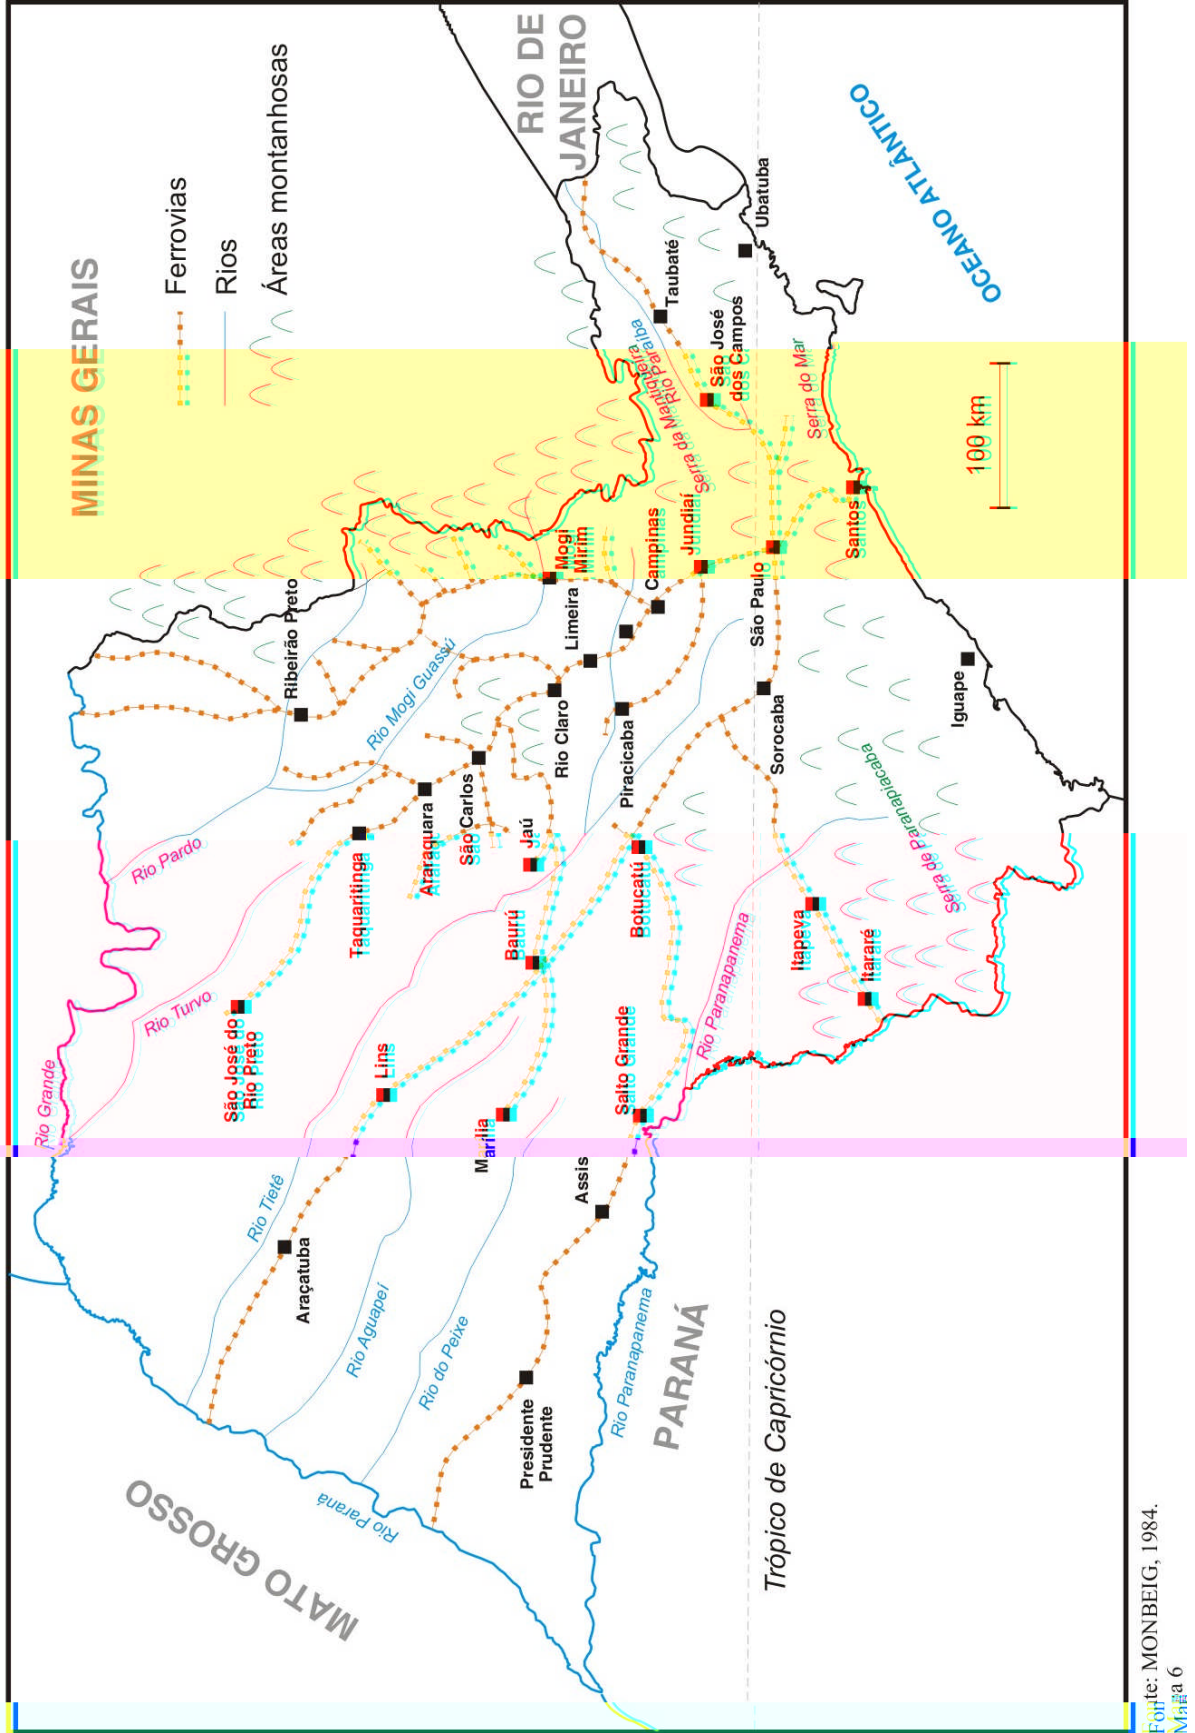 MINAS GERAIS
Ferrovias
Rios
Áreas montanhosas
RIO DE
JANEIRO
OCEANO ATLÂNTICO
MATO GROSSO
PARANÁ
Trópico de Capricórnio
100 km
Rio Grande
Rio Turvo
Rio Pardo
Rio Mogi Guassú
Rio Tietê
Rio Aguapeí
Rio do Peixe
Rio Paraná
Rio Paranapanema
Rio Paranapanema
Rio Paraiba
Serra da Mantiqueira
Serra do Mar
Serra de Paranapiacaba
Ribeirão Preto
São José do
Rio Preto
Taquaritinga
Araraquara
São Carlos
Rio Claro
Limeira
Mogi
Mirim
Campinas
Jundiaí
Piracicaba
Jaú
Baurú
Lins
Araçatuba
Marília
Botucatú
Salto Grande
Assis
Presidente
Prudente
Itapeva
Itararé
Sorocaba
São Paulo
Santos
Iguape
São José
dos Campos
Taubaté
Ubatuba
Fonte: MONBEIG, 1984.
Mapa 6